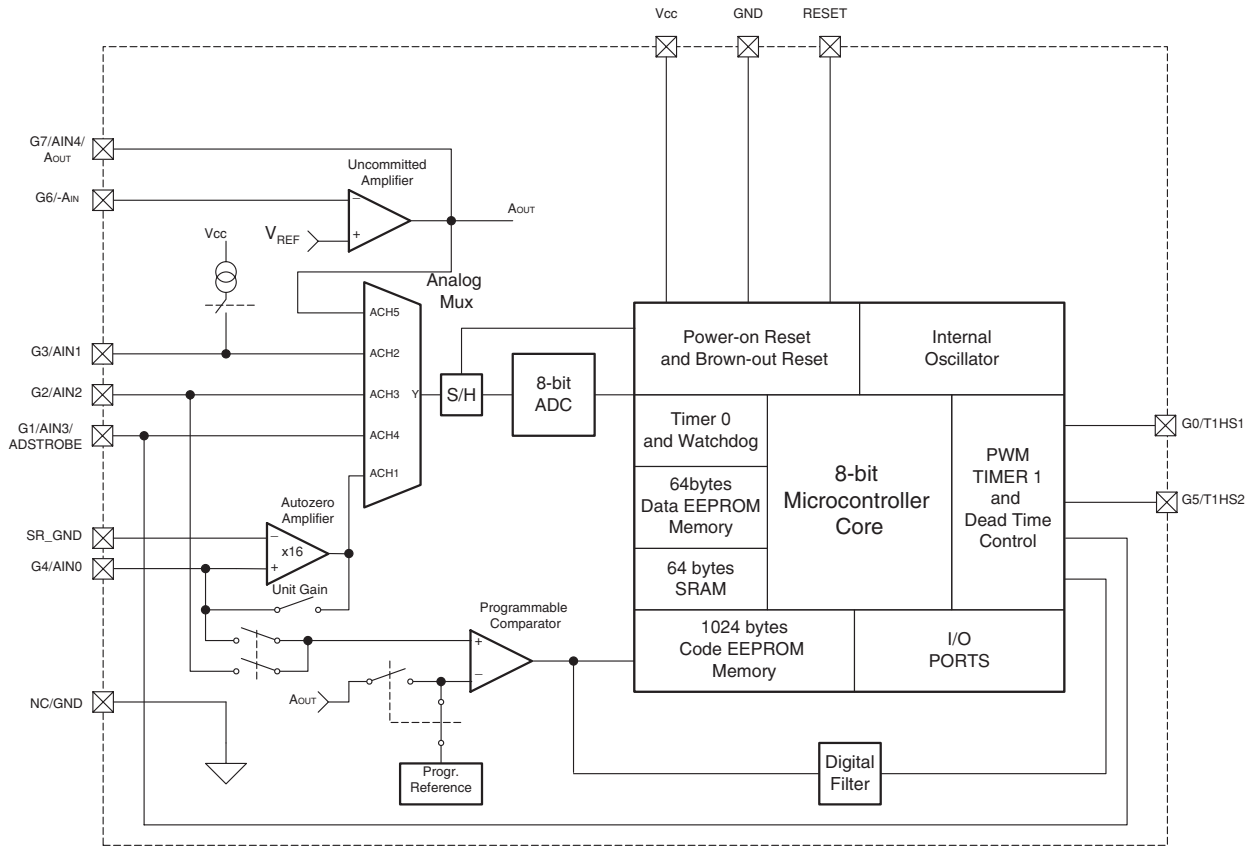 Vcc
GND
RESET
G7/AIN4/
AOUT
Uncommitted
Amplifier
G6/-AIN
−
+
AOUT
VREF
Vcc
Analog
Mux
ACH5
G3/AIN1
ACH2
G2/AIN2
ACH3
Y
G1/AIN3/
ADSTROBE
ACH4
ACH1
S/H
8-bit
ADC
Power-on Reset
and Brown-out Reset
Internal
Oscillator
Timer 0
and Watchdog
64bytes
Data EEPROM
Memory
64 bytes
SRAM
8-bit
Microcontroller
Core
PWM
TIMER 1
and
Dead Time
Control
1024 bytes
Code EEPROM
Memory
I/O
PORTS
G0/T1HS1
G5/T1HS2
Autozero
Amplifier
SR_GND
−
x16
+
G4/AIN0
Unit Gain
Programmable
Comparator
+
−
AOUT
NC/GND
Progr.
Reference
Digital
Filter